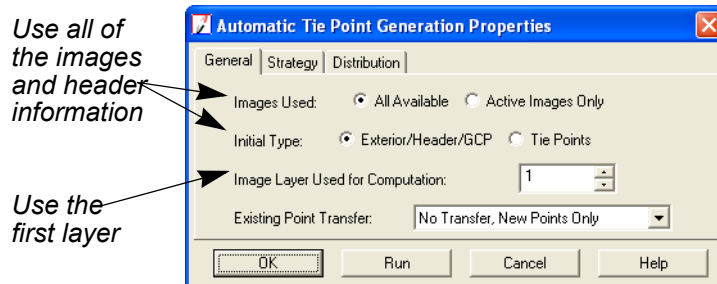 Use all of
the images
and header
information
Use the
first layer
Automatic Tie Point Generation Properties
General Strategy Distribution
Images Used: All Available Active Images Only
Initial Type: Exterior/Header/GCP Tie Points
Image Layer Used for Computation: 1
Existing Point Transfer: No Transfer, New Points Only
OK Run Cancel Help